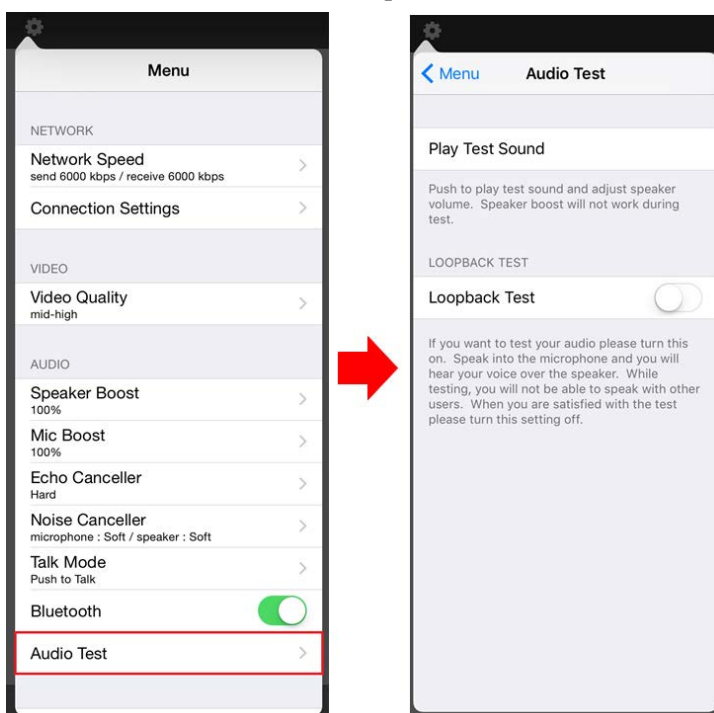 Menu
NETWORK
Network Speed
send 6000 kbps / receive 6000 kbps
Connection Settings
VIDEO
Video Quality
mid-high
AUDIO
Speaker Boost
100%
Mic Boost
100%
Echo Canceller
Hard
Noise Canceller
microphone : Soft / speaker : Soft
Talk Mode
Push to Talk
Bluetooth
Audio Test
Menu
Audio Test
Play Test Sound
Push to play test sound and adjust speaker
volume. Speaker boost will not work during
test.
LOOPBACK TEST
Loopback Test
If you want to test your audio please turn this
on. Speak into the microphone and you will
hear your voice over the speaker. While
testing, you will not be able to speak with other
users. When you are satisfied with the test
please turn this setting off.